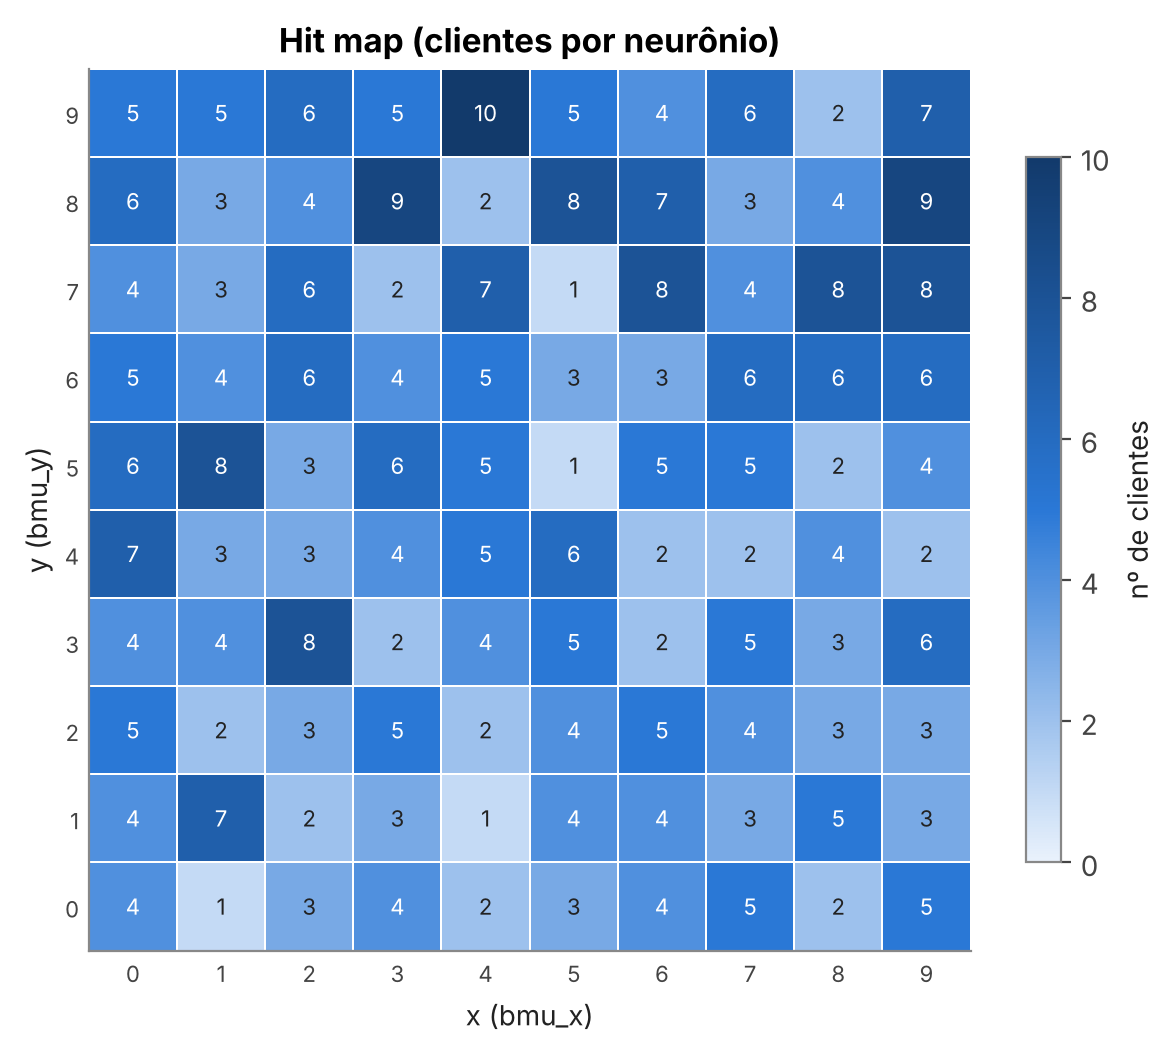 Hit map (clientes por neurônio)
9 5 5 6 5 10 5 4 6 2 7
8 6 3 4 9 2 8 7 3 4 9
7 4 3 6 2 7 1 8 4 8 8
6 5 4 6 4 5 3 3 6 6 6
5 6 8 3 6 5 1 5 5 2 4
4 7 3 3 4 5 6 2 2 4 2
3 4 4 8 2 4 5 2 5 3 6
2 5 2 3 5 2 4 5 4 3 3
1 4 7 2 3 1 4 4 3 5 3
0 4 1 3 4 2 3 4 5 2 5
0 1 2 3 4 5 6 7 8 9
x (bmu_x)
y (bmu_y)
10
8
6
4
2
0
nº de clientes